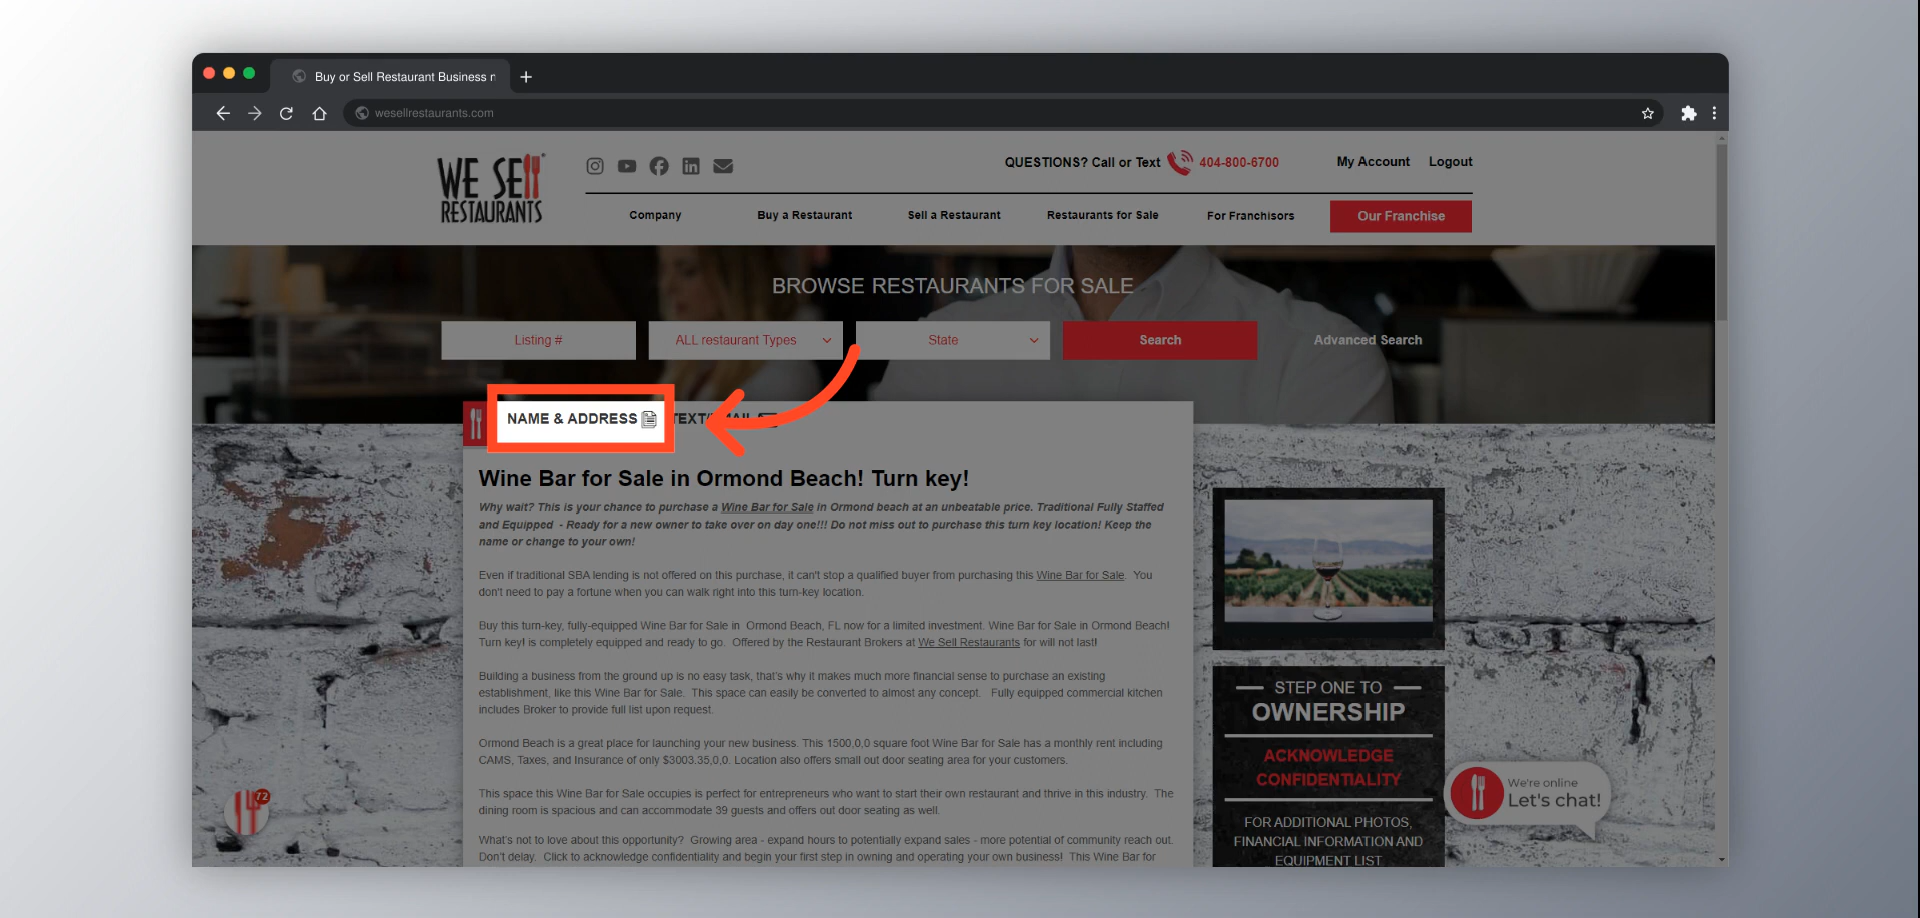 Buy or Sell Restaurant Business n
wesellrestaurants.com
WE SELL
RESTAURANTS
QUESTIONS? Call or Text 404-800-6700
My Account Logout
Company Buy a Restaurant Sell a Restaurant Restaurants for Sale For Franchisors Our Franchise
BROWSE RESTAURANTS FOR SALE
Listing # ALL restaurant Types State Search Advanced Search
NAME & ADDRESS
Wine Bar for Sale in Ormond Beach! Turn key!
Why wait? This is your chance to purchase a Wine Bar for Sale in Ormond beach at an unbeatable price. Traditional Fully Staffed
and Equipped - Ready for a new owner to take over on day one!!! Do not miss out to purchase this turn key location! Keep the
name or change to your own!
Even if traditional SBA lending is not offered on this purchase, it can't stop a qualified buyer from purchasing this Wine Bar for Sale. You
don't need to pay a fortune when you can walk right into this turn-key location.
Buy this turn-key, fully-equipped Wine Bar for Sale in Ormond Beach, FL now for a limited investment. Wine Bar for Sale in Ormond Beach!
Turn key! is completely equipped and ready to go. Offered by the Restaurant Brokers at We Sell Restaurants for will not last!
Building a business from the ground up is no easy task, that's why it makes much more financial sense to purchase an existing
establishment, like this Wine Bar for Sale. This space can easily be converted to almost any concept. Fully equipped commercial kitchen
includes Broker to provide full list upon request.
Ormond Beach is a great place for launching your new business. This 1500,0,0 square foot Wine Bar for Sale has a monthly rent including
CAMS, Taxes, and Insurance of only $3003.35,0,0. Location also offers small out door seating area for your customers.
This space this Wine Bar for Sale occupies is perfect for entrepreneurs who want to start their own restaurant and thrive in this industry. The
dining room is spacious and can accommodate 39 guests and offers out door seating as well.
What's not to love about this opportunity? Growing area - expand hours to potentially expand sales - more potential of community reach out.
Don't delay. Click to acknowledge confidentiality and begin your first step in owning and operating your own business! This Wine Bar for
STEP ONE TO
OWNERSHIP
ACKNOWLEDGE
CONFIDENTIALITY
FOR ADDITIONAL PHOTOS,
FINANCIAL INFORMATION AND
EQUIPMENT LIST
We're online
Let's chat!
72